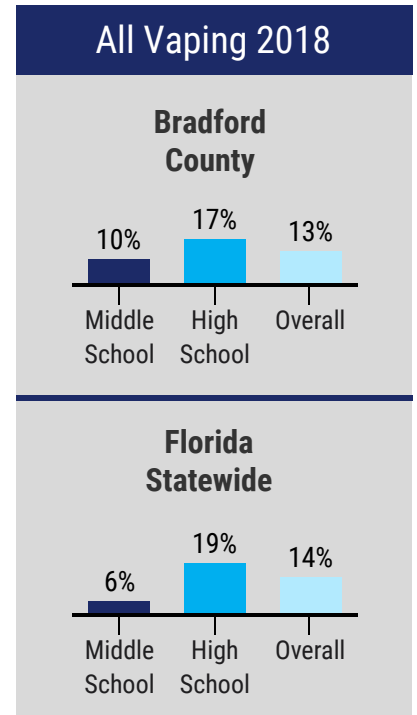 All Vaping 2018
Bradford
County
10%
17%
13%
Middle
School
High
School
Overall
Florida
Statewide
6%
19%
14%
Middle
School
High
School
Overall